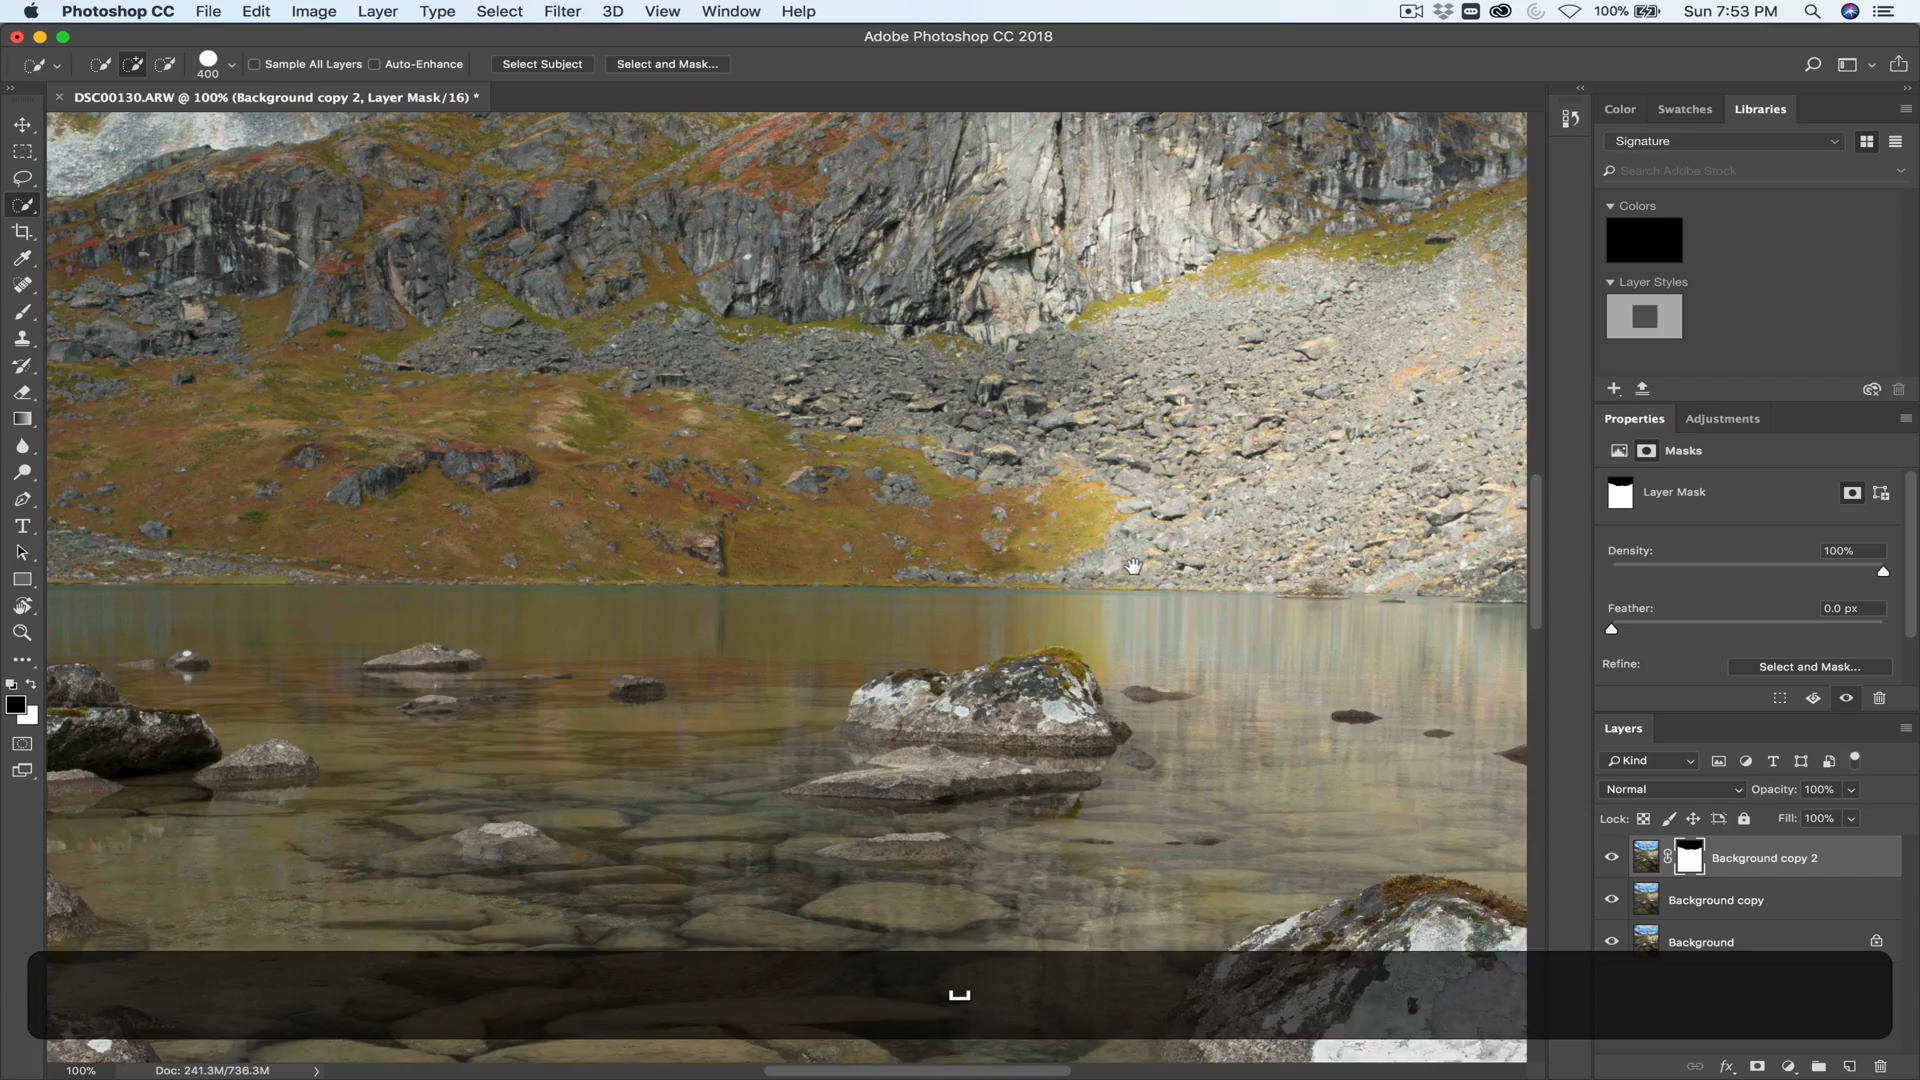 Photoshop CC File Edit Image Layer Type Select Filter 3D View Window Help 100% Sun 7:53 PM
Adobe Photoshop CC 2018
400 Sample All Layers Auto-Enhance Select Subject Select and Mask...
DSC00130.ARW @ 100% (Background copy 2, Layer Mask/16) *
Color Swatches Libraries
Signature
Search Adobe Stock
Colors
Layer Styles
Properties Adjustments
Masks
Layer Mask
Density: 100%
Feather: 0.0 px
Refine: Select and Mask...
Layers
Kind
Normal Opacity: 100%
Lock: Fill: 100%
Background copy 2
Background copy
Background
100% Doc: 241.3M/736.3M